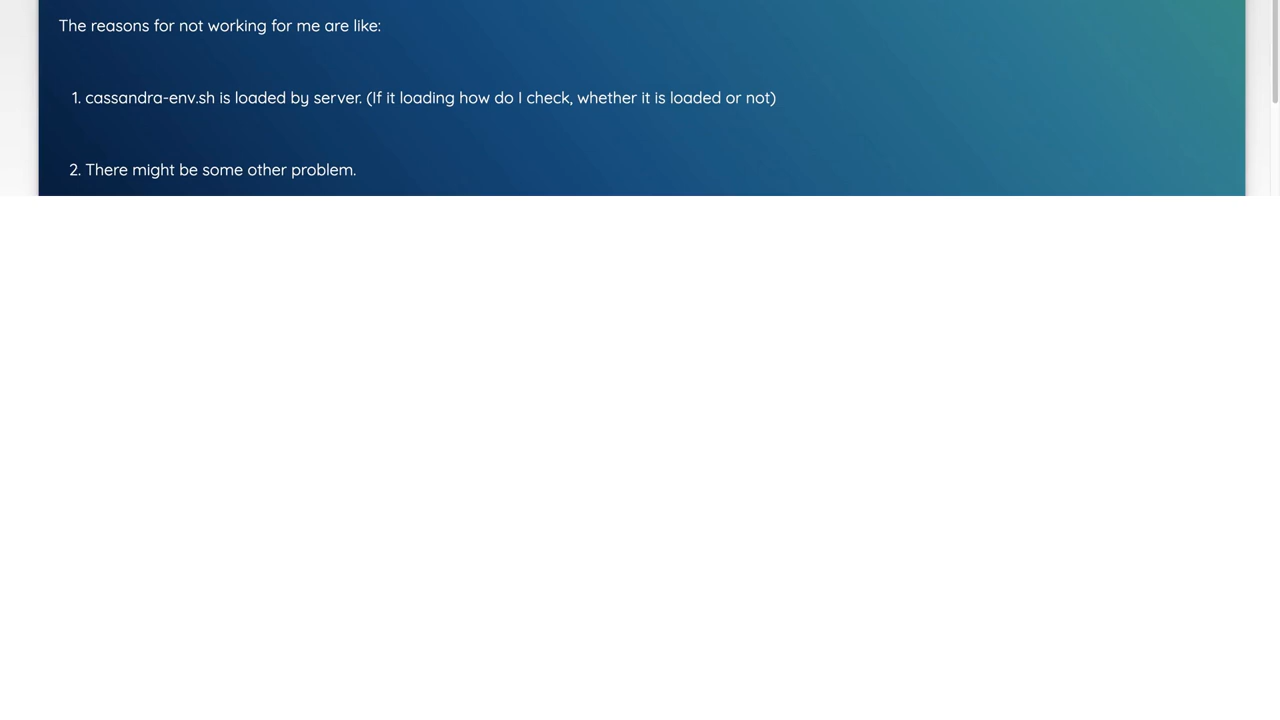 The reasons for not working for me are like:
1. cassandra-env.sh is loaded by server. (If it loading how do I check, whether it is loaded or not)
2. There might be some other problem.